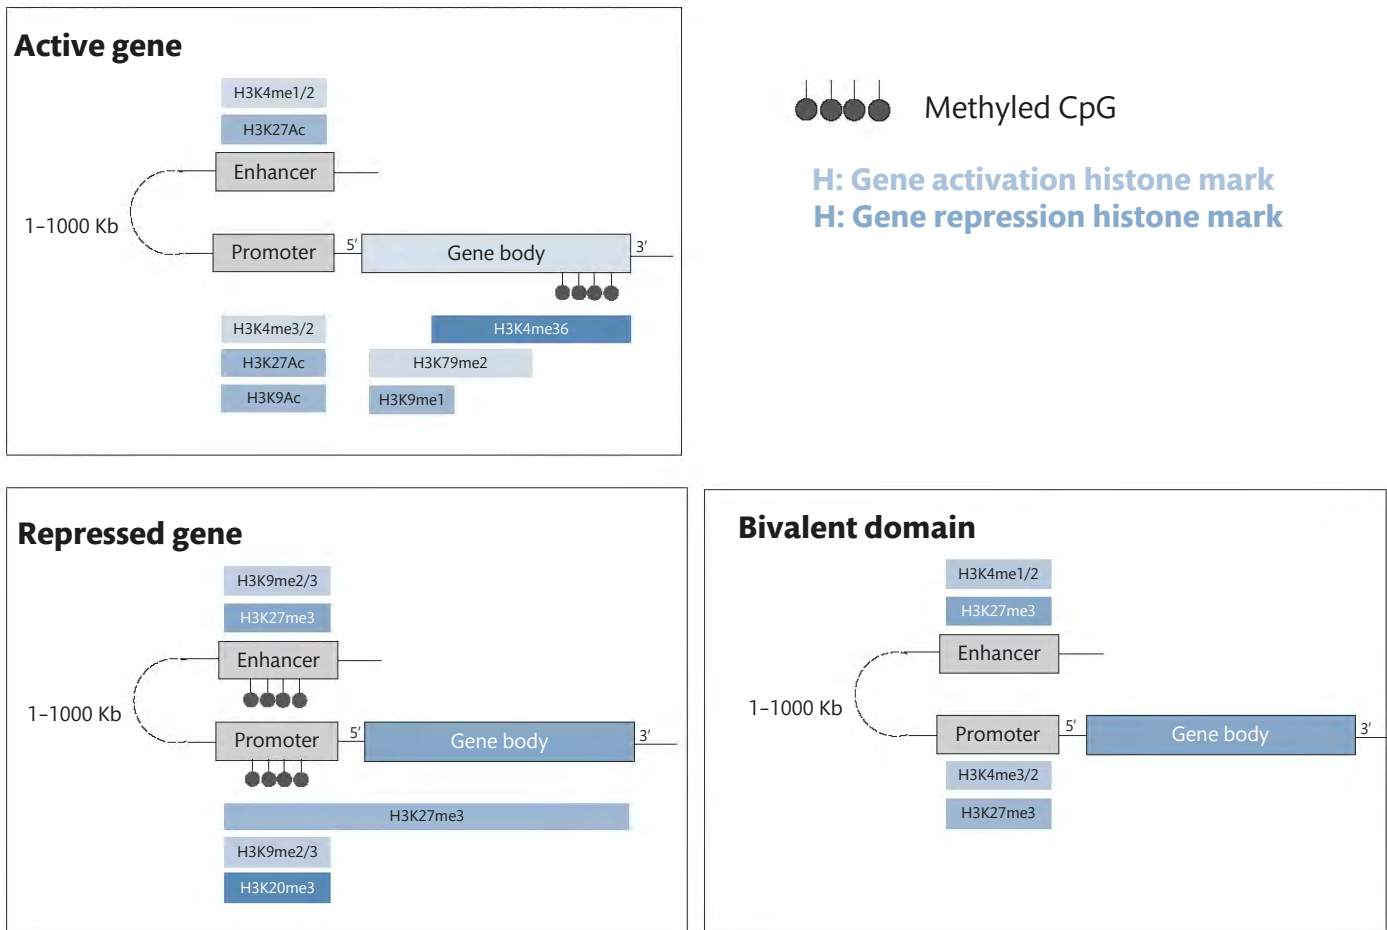 Active gene
H3K4me1/2
H3K27Ac
Enhancer
1–1000 Kb
Promoter
5′
Gene body
3′
H3K4me3/2
H3K4me36
H3K27Ac
H3K79me2
H3K9Ac
H3K9me1
Methyled CpG
H: Gene activation histone mark
H: Gene repression histone mark
Repressed gene
H3K9me2/3
H3K27me3
Enhancer
1–1000 Kb
Promoter
5′
Gene body
3′
H3K27me3
H3K9me2/3
H3K20me3
Bivalent domain
H3K4me1/2
H3K27me3
Enhancer
1–1000 Kb
Promoter
5′
Gene body
3′
H3K4me3/2
H3K27me3